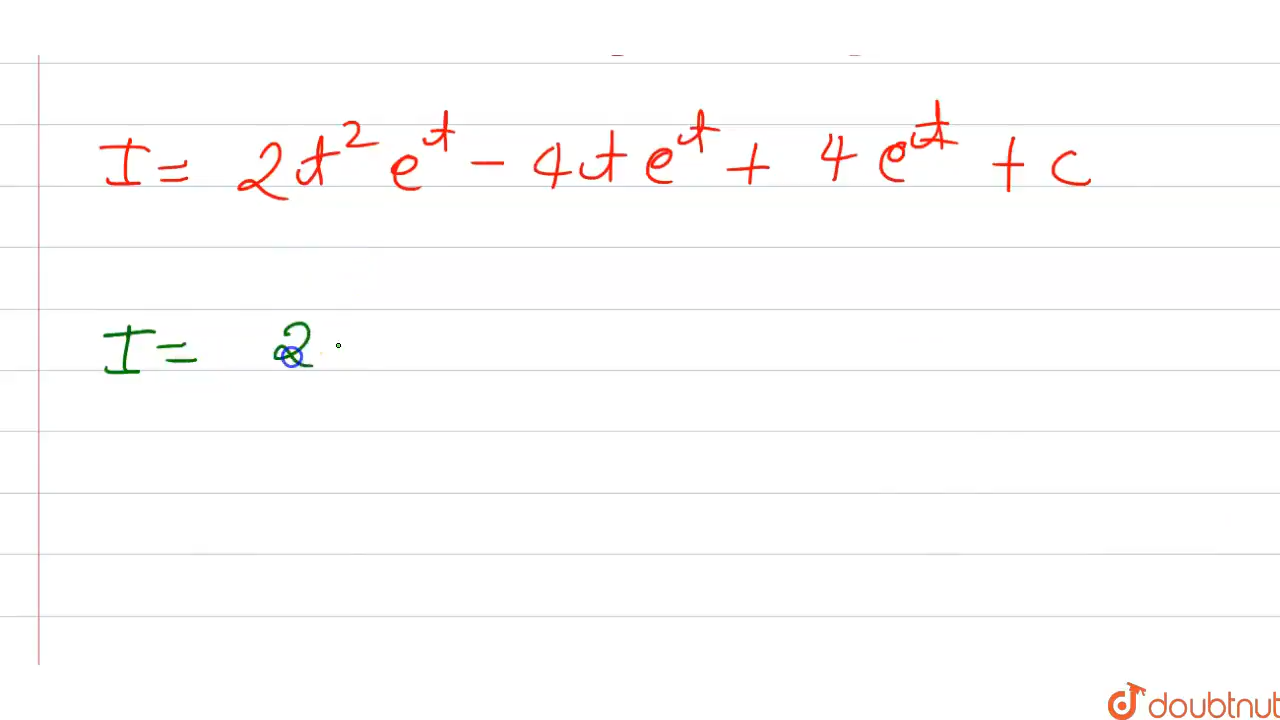 I = 2t² eᵗ - 4t eᵗ + 4 eᵗ + c
I = 2
doubtnut